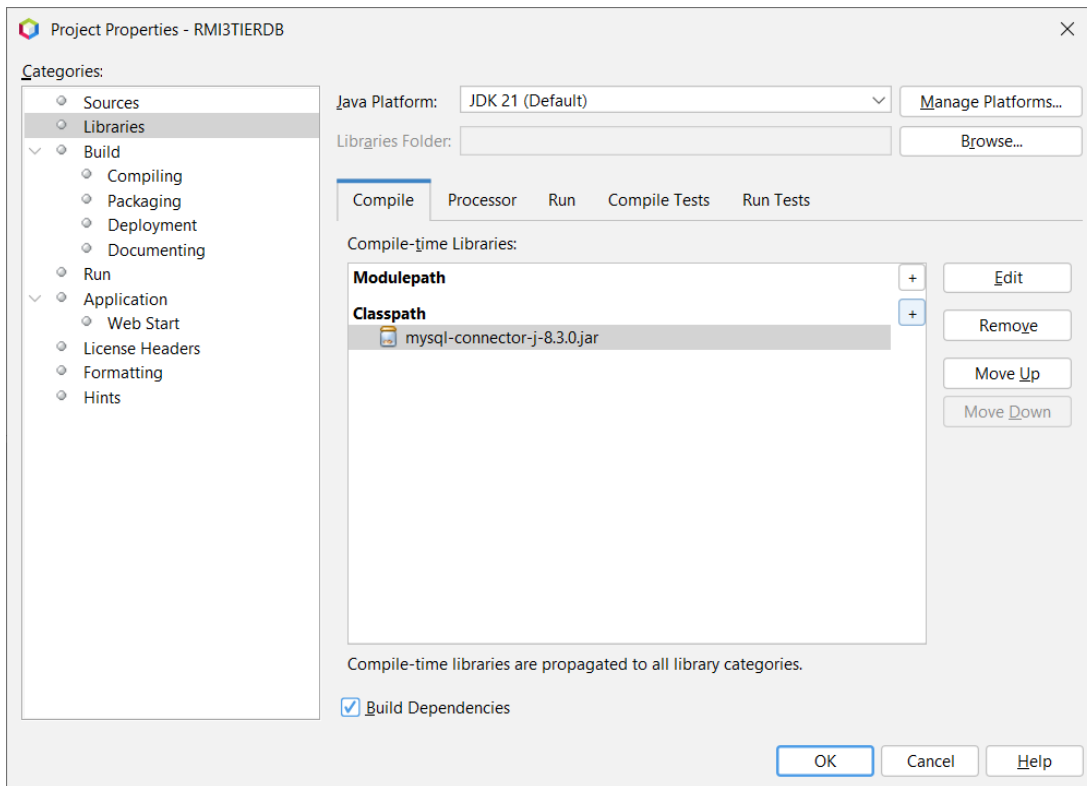 Project Properties - RMI3TIERDB
Categories:
Sources
Libraries
Build
Compiling
Packaging
Deployment
Documenting
Run
Application
Web Start
License Headers
Formatting
Hints
Java Platform: JDK 21 (Default) Manage Platforms...
Libraries Folder: Browse...
Compile Processor Run Compile Tests Run Tests
Compile-time Libraries:
Modulepath + Edit
Classpath +
mysql-connector-j-8.3.0.jar Remove
Move Up
Move Down
Compile-time libraries are propagated to all library categories.
Build Dependencies
OK Cancel Help